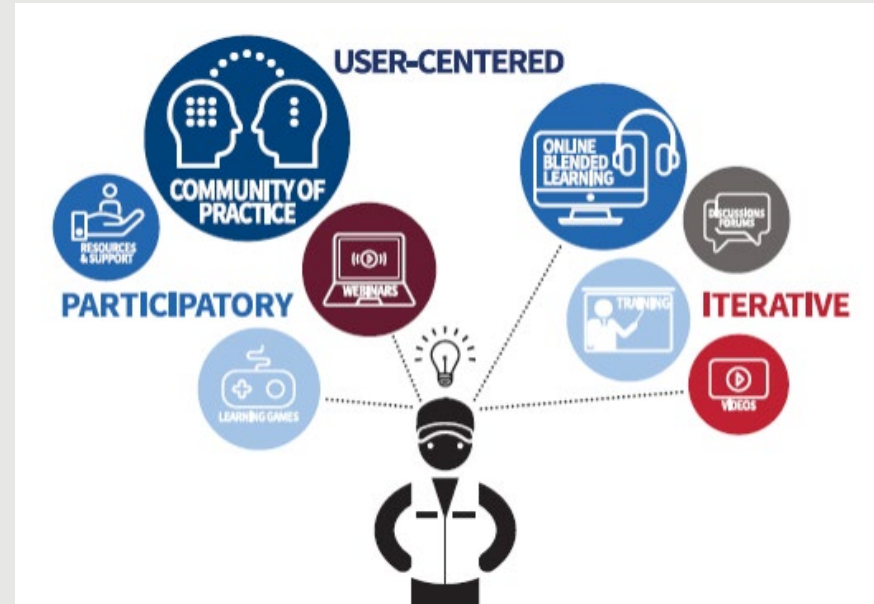 USER-CENTERED
COMMUNITY OF
PRACTICE
ONLINE
BLENDED
LEARNING
RESOURCES
& SUPPORT
DISCUSSIONS
FORUMS
WEBINARS
PARTICIPATORY
TRAINING
ITERATIVE
LEARNING GAMES
VIDEOS